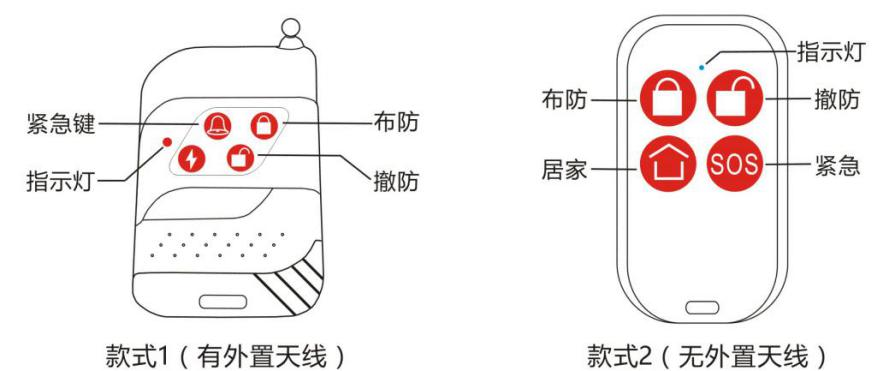 紧急键
指示灯
布防
撤防
款式1（有外置天线）
指示灯
布防
撤防
居家
SOS
紧急
款式2（无外置天线）